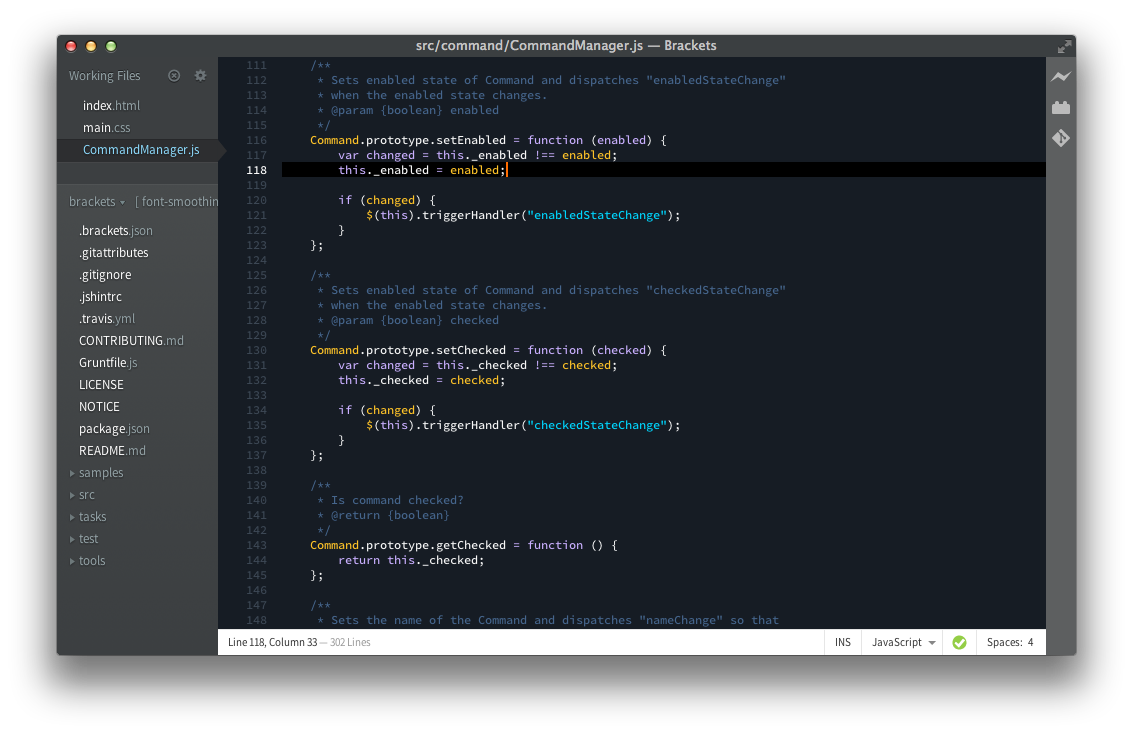 src/command/CommandManager.js — Brackets
Working Files
index.html
main.css
CommandManager.js
brackets
[ font-smoothin
.brackets.json
.gitattributes
.gitignore
.jshintrc
.travis.yml
CONTRIBUTING.md
Gruntfile.js
LICENSE
NOTICE
package.json
README.md
samples
src
tasks
test
tools
111 /**
112 * Sets enabled state of Command and dispatches "enabledStateChange"
113 * when the enabled state changes.
114 * @param {boolean} enabled
115 */
116 Command.prototype.setEnabled = function (enabled) {
117 var changed = this._enabled !== enabled;
118 this._enabled = enabled;
119
120 if (changed) {
121 $(this).triggerHandler("enabledStateChange");
122 }
123 };
124
125 /**
126 * Sets enabled state of Command and dispatches "checkedStateChange"
127 * when the enabled state changes.
128 * @param {boolean} checked
129 */
130 Command.prototype.setChecked = function (checked) {
131 var changed = this._checked !== checked;
132 this._checked = checked;
133
134 if (changed) {
135 $(this).triggerHandler("checkedStateChange");
136 }
137 };
138
139 /**
140 * Is command checked?
141 * @return {boolean}
142 */
143 Command.prototype.getChecked = function () {
144 return this._checked;
145 };
146
147 /**
148 * Sets the name of the Command and dispatches "nameChange" so that
Line 118, Column 33 — 302 Lines
INS
JavaScript
Spaces: 4